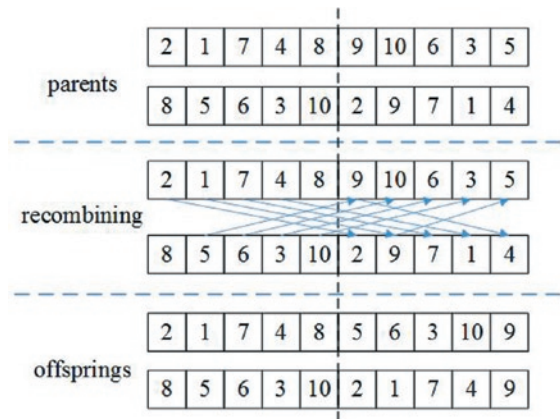 2 1 7 4 8 9 10 6 3 5
parents
8 5 6 3 10 2 9 7 1 4
2 1 7 4 8 9 10 6 3 5
recombining
8 5 6 3 10 2 9 7 1 4
2 1 7 4 8 5 6 3 10 9
offsprings
8 5 6 3 10 2 1 7 4 9